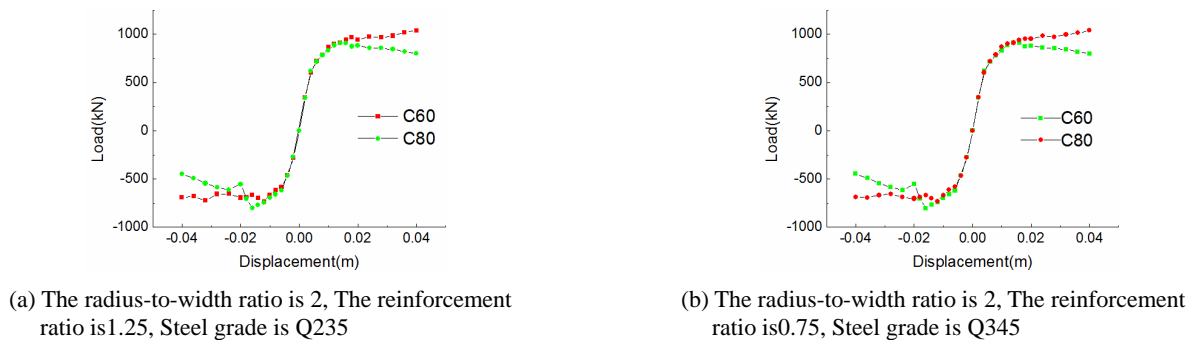 1000
500
0
-500
-1000
Load(kN)
C60
C80
-0.04
-0.02
0.00
0.02
0.04
Displacement(m)
(a) The radius-to-width ratio is 2, The reinforcement
ratio is1.25, Steel grade is Q235
1000
500
0
-500
-1000
Load(kN)
C60
C80
-0.04
-0.02
0.00
0.02
0.04
Displacement(m)
(b) The radius-to-width ratio is 2, The reinforcement
ratio is0.75, Steel grade is Q345